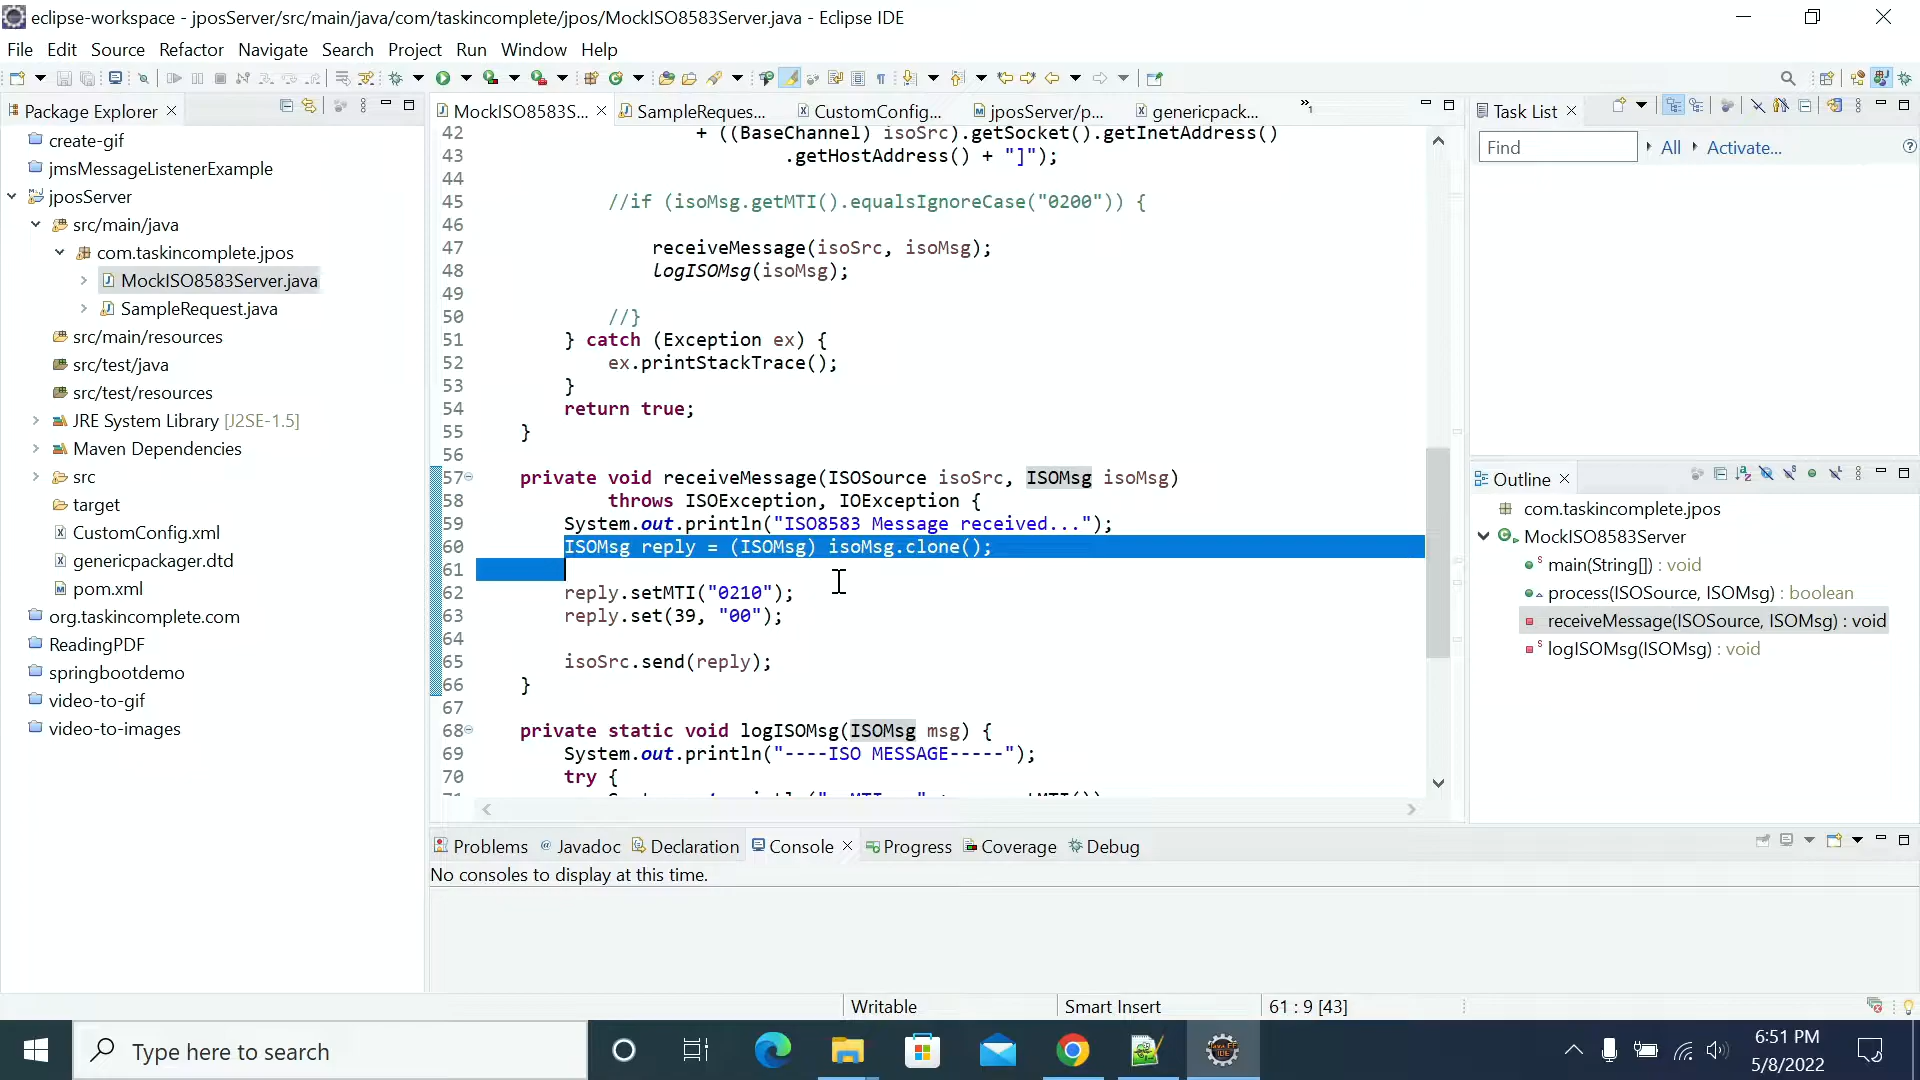 eclipse-workspace - jposServer/src/main/java/com/taskincomplete/jpos/MockISO8583Server.java - Eclipse IDE
File Edit Source Refactor Navigate Search Project Run Window Help
Package Explorer
create-gif
jmsMessageListenerExample
jposServer
src/main/java
com.taskincomplete.jpos
MockISO8583Server.java
SampleRequest.java
src/main/resources
src/test/java
src/test/resources
JRE System Library [J2SE-1.5]
Maven Dependencies
src
target
CustomConfig.xml
genericpackager.dtd
pom.xml
org.taskincomplete.com
ReadingPDF
springbootdemo
video-to-gif
video-to-images
MockISO8583S... SampleReques... CustomConfig... jposServer/p... genericpack... »1
42 + ((BaseChannel) isoSrc).getSocket().getInetAddress()
43 .getHostAddress() + "]");
44
45 //if (isoMsg.getMTI().equalsIgnoreCase("0200")) {
46
47 receiveMessage(isoSrc, isoMsg);
48 logISOMsg(isoMsg);
49
50 //}
51 } catch (Exception ex) {
52 ex.printStackTrace();
53 }
54 return true;
55 }
56
57 private void receiveMessage(ISOSource isoSrc, ISOMsg isoMsg)
58 throws ISOException, IOException {
59 System.out.println("ISO8583 Message received...");
60 ISOMsg reply = (ISOMsg) isoMsg.clone();
61
62 reply.setMTI("0210");
63 reply.set(39, "00");
64
65 isoSrc.send(reply);
66 }
67
68 private static void logISOMsg(ISOMsg msg) {
69 System.out.println("----ISO MESSAGE-----");
70 try {
Task List
Find All Activate...
Outline
com.taskincomplete.jpos
MockISO8583Server
main(String[]) : void
process(ISOSource, ISOMsg) : boolean
receiveMessage(ISOSource, ISOMsg) : void
logISOMsg(ISOMsg) : void
Problems Javadoc Declaration Console Progress Coverage Debug
No consoles to display at this time.
Writable Smart Insert 61 : 9 [43]
Type here to search
6:51 PM
5/8/2022